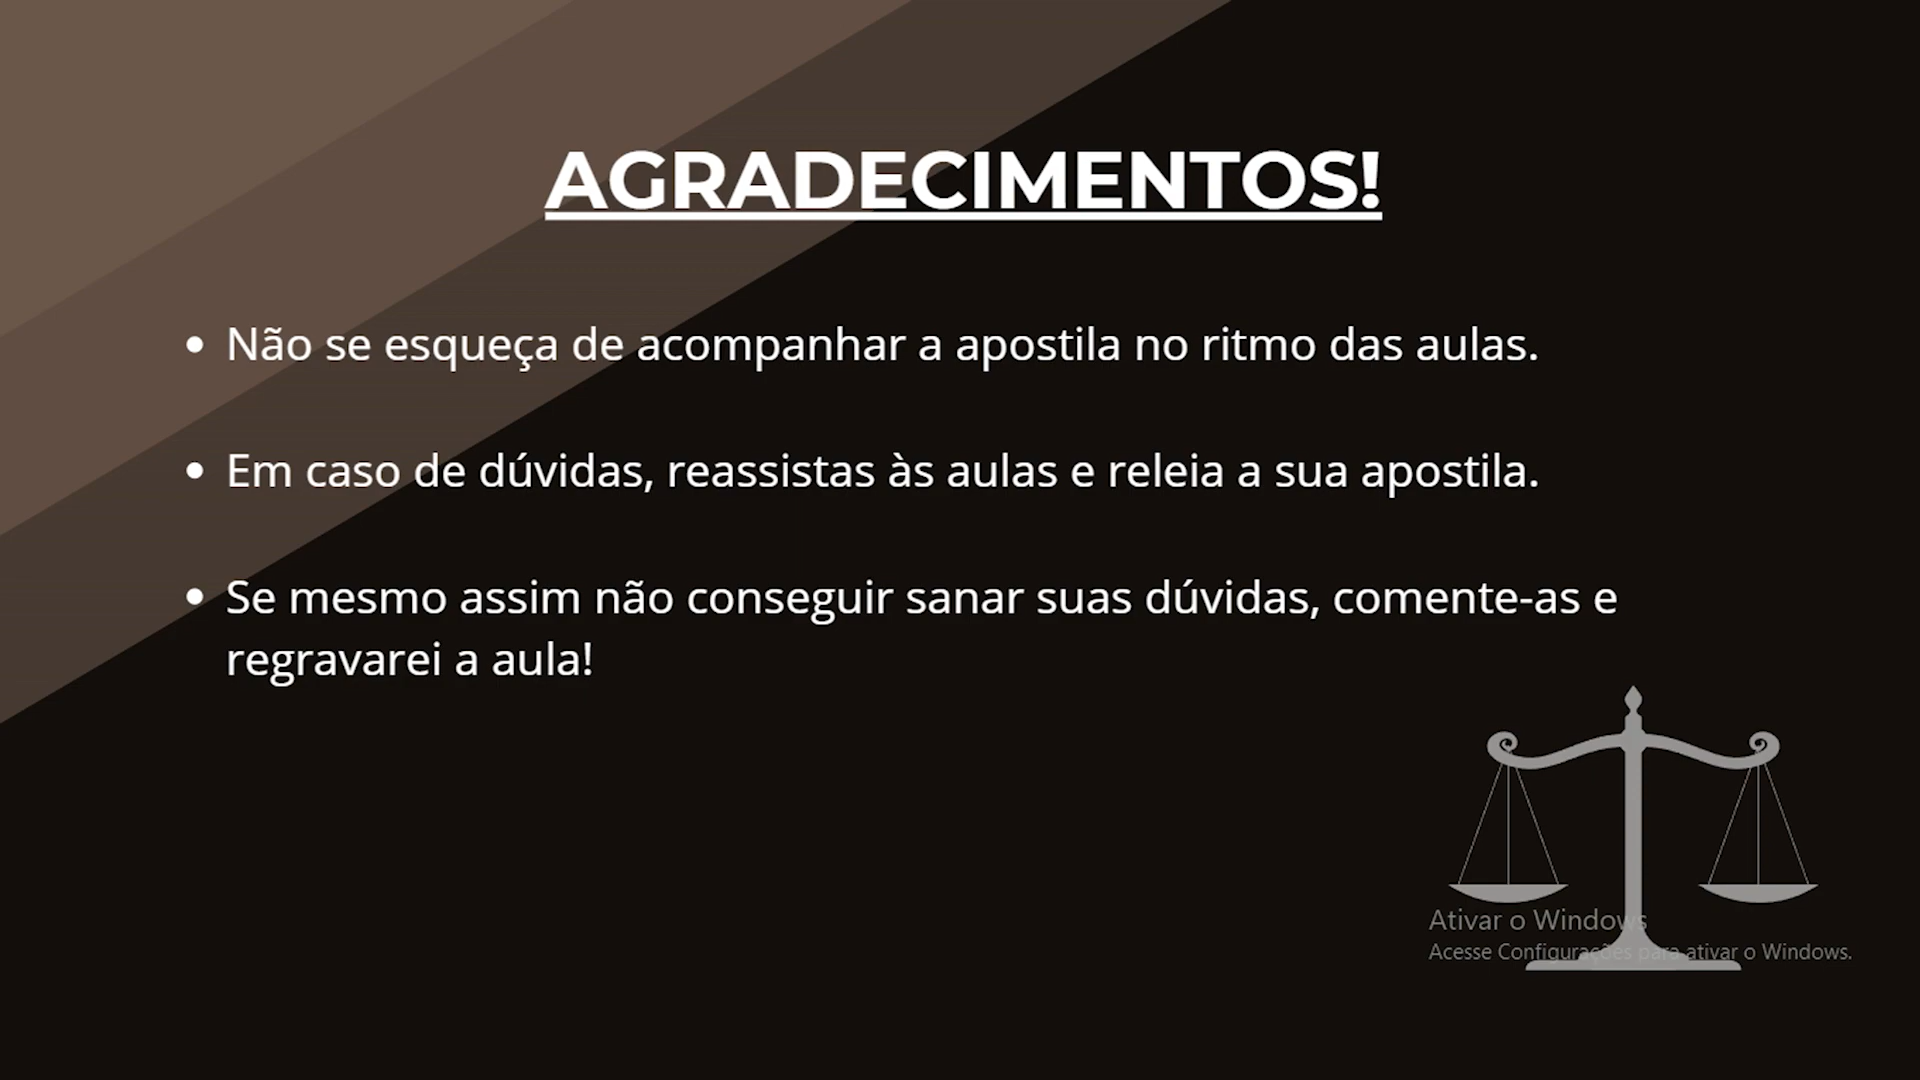 AGRADECIMENTOS!
• Não se esqueça de acompanhar a apostila no ritmo das aulas.
• Em caso de dúvidas, reassistas às aulas e releia a sua apostila.
• Se mesmo assim não conseguir sanar suas dúvidas, comente-as e
regravarei a aula!
Ativar o Windows
Acesse Configurações para ativar o Windows.